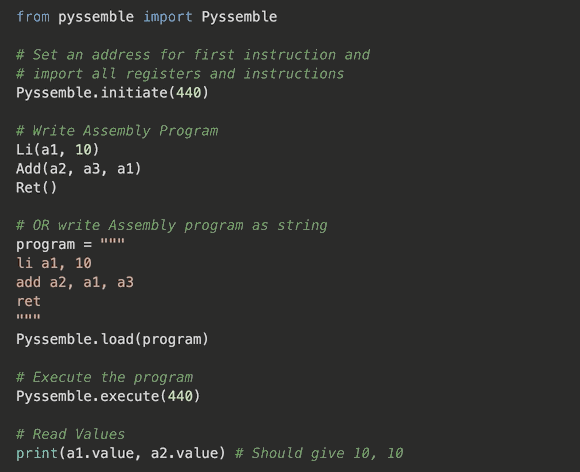 from pyssemble import Pyssemble
# Set an address for first instruction and
# import all registers and instructions
Pyssemble.initiate(440)
# Write Assembly Program
Li(a1, 10)
Add(a2, a3, a1)
Ret()
# OR write Assembly program as string
program = """
li a1, 10
add a2, a1, a3
ret
"""
Pyssemble.load(program)
# Execute the program
Pyssemble.execute(440)
# Read Values
print(a1.value, a2.value) # Should give 10, 10